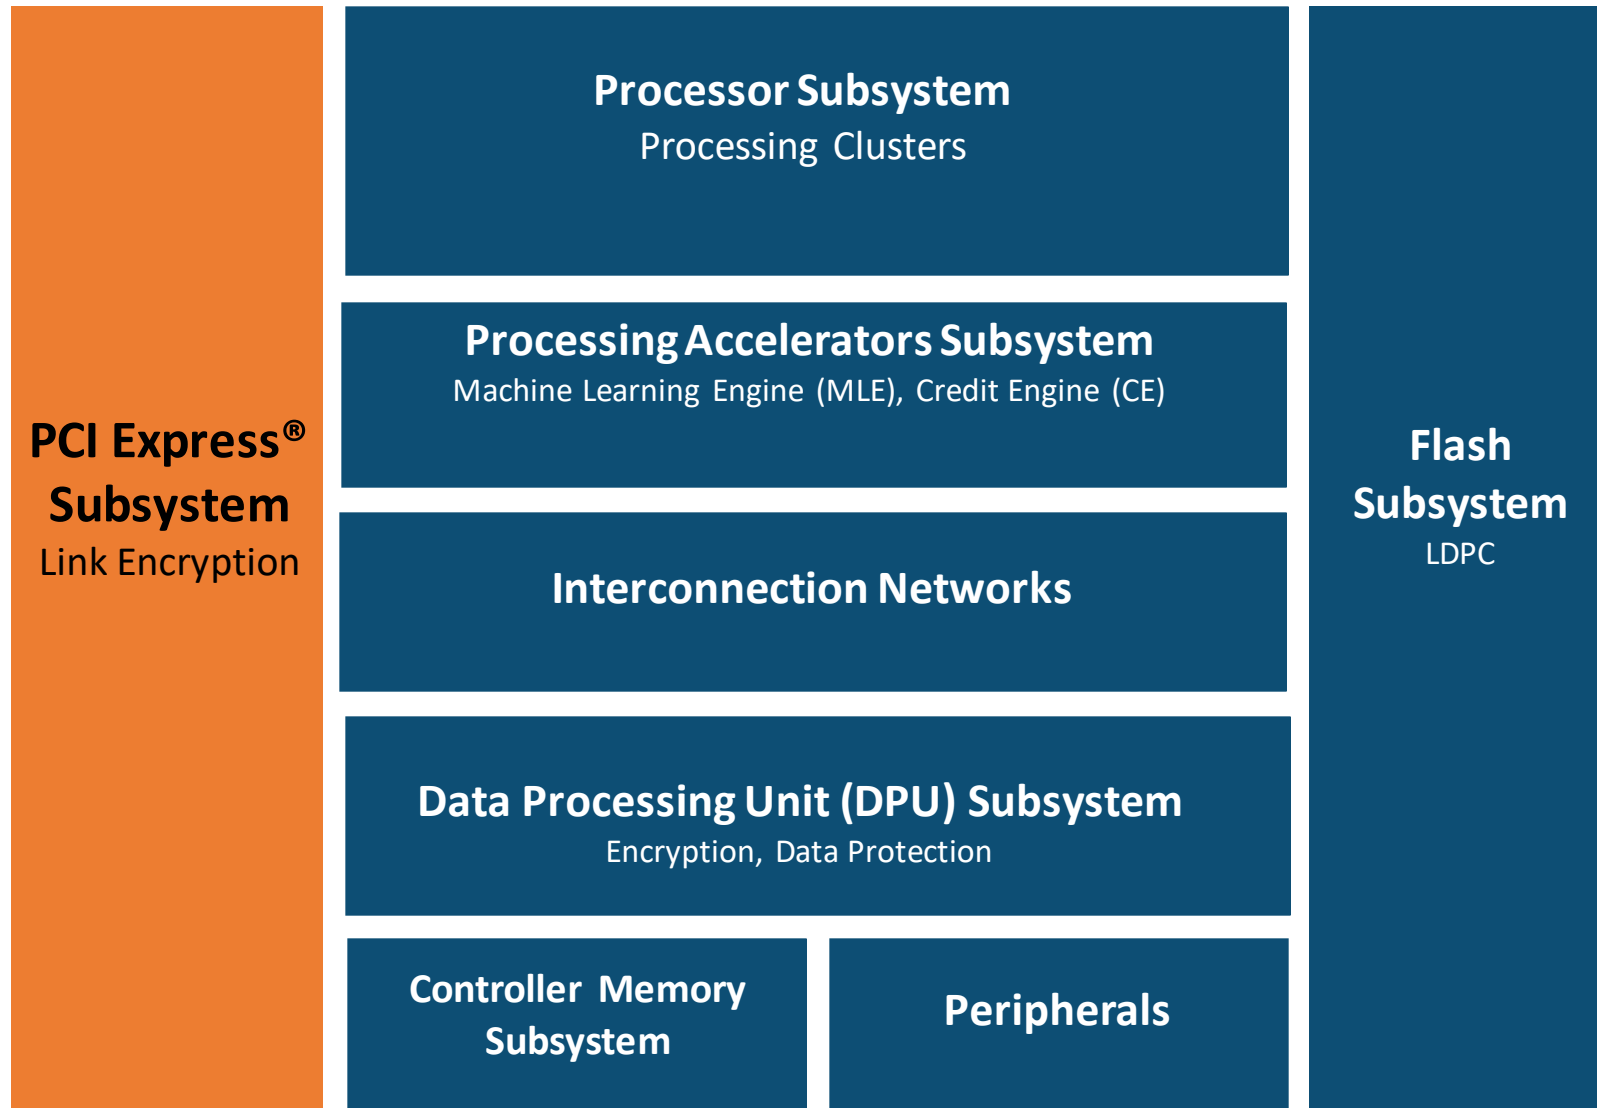 PCI Express®
Subsystem
Link Encryption
Processor Subsystem
Processing Clusters
Processing Accelerators Subsystem
Machine Learning Engine (MLE), Credit Engine (CE)
Interconnection Networks
Data Processing Unit (DPU) Subsystem
Encryption, Data Protection
Controller Memory
Subsystem
Peripherals
Flash
Subsystem
LDPC